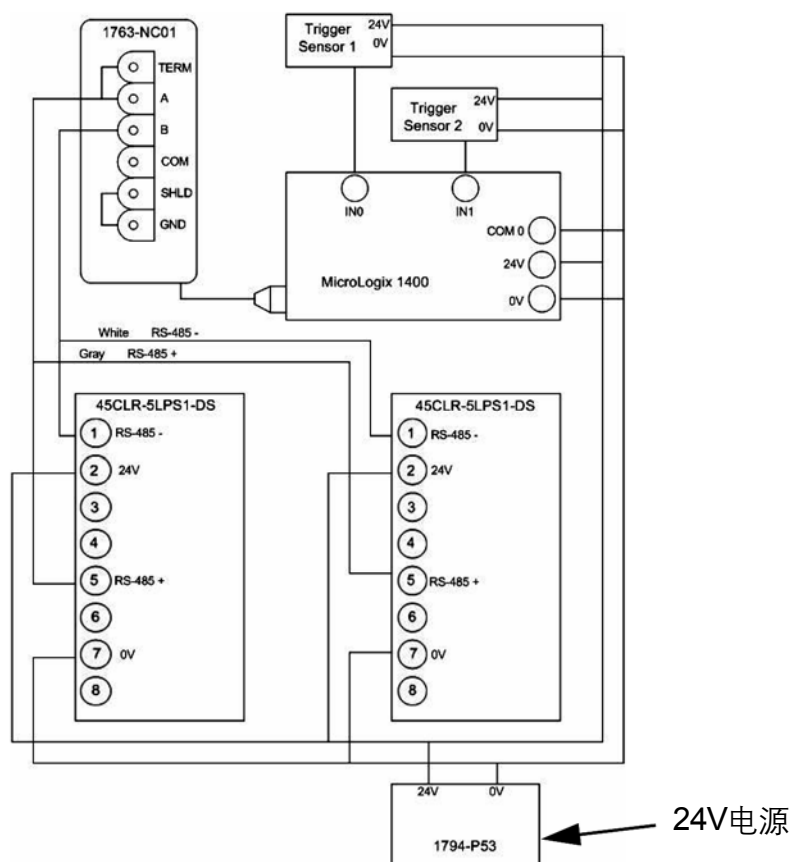 1763-NC01
TERM
A
B
COM
SHLD
GND
Trigger
Sensor 1
24V
0V
Trigger
Sensor 2
24V
0V
IN0
IN1
COM 0
24V
0V
MicroLogix 1400
White RS-485 -
Gray RS-485 +
45CLR-5LPS1-DS
1 RS-485 -
2 24V
3
4
5 RS-485 +
6
7 0V
8
45CLR-5LPS1-DS
1 RS-485 -
2 24V
3
4
5 RS-485 +
6
7 0V
8
24V 0V
1794-P53
24V电源